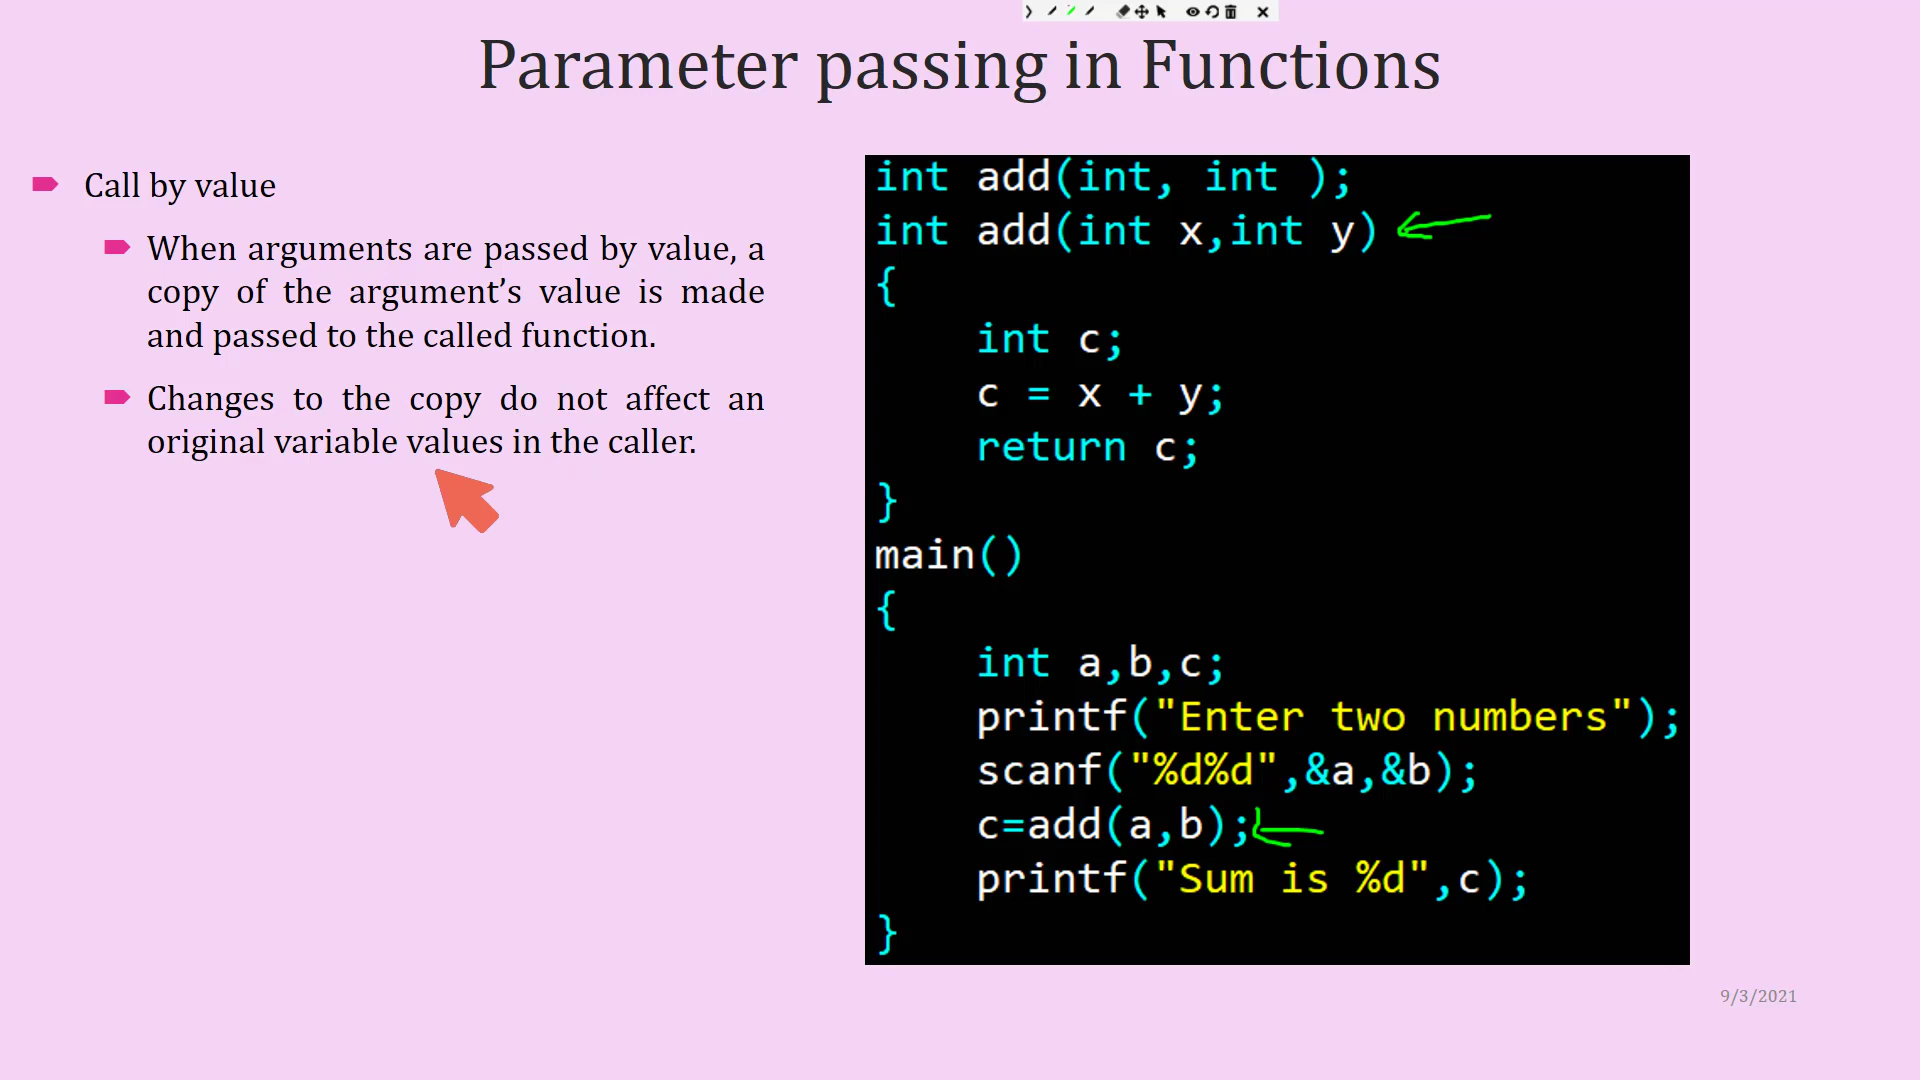 Parameter passing in Functions
Call by value
When arguments are passed by value, a
copy of the argument’s value is made
and passed to the called function.
Changes to the copy do not affect an
original variable values in the caller.
int add(int, int );
int add(int x,int y)
{
int c;
c = x + y;
return c;
}
main()
{
int a,b,c;
printf("Enter two numbers");
scanf("%d%d",&a,&b);
c=add(a,b);
printf("Sum is %d",c);
}
9/3/2021